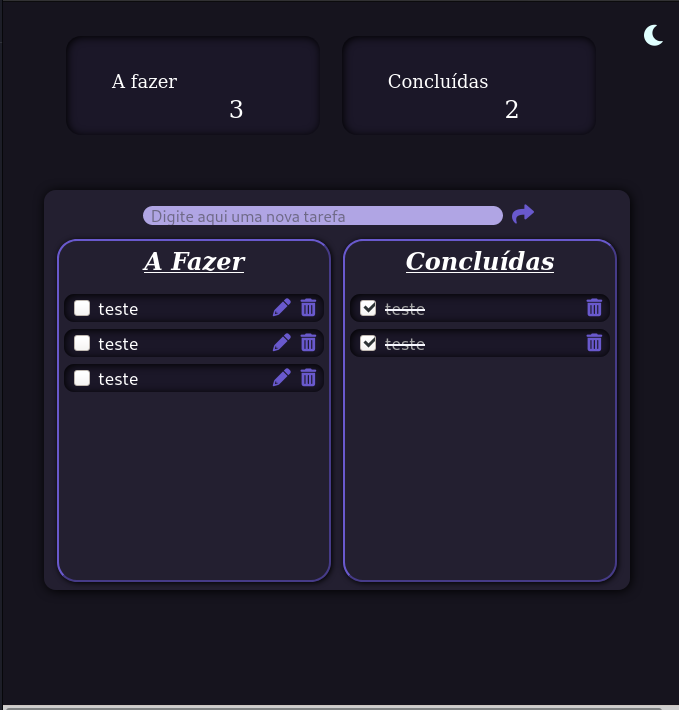 A fazer
3
Concluídas
2
Digite aqui uma nova tarefa
A Fazer
teste
teste
teste
Concluídas
teste
teste